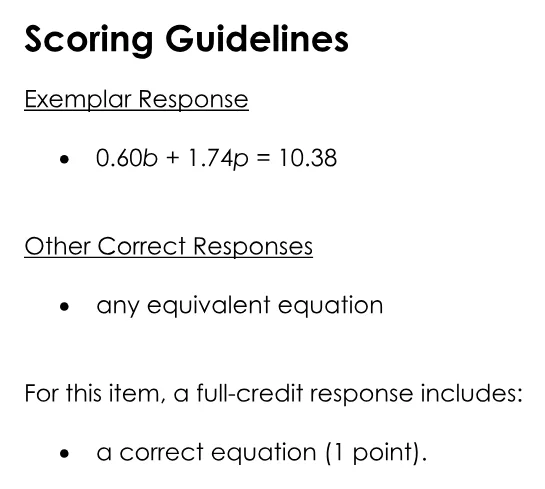 Scoring Guidelines
Exemplar Response
• 0.60b + 1.74p = 10.38
Other Correct Responses
• any equivalent equation
For this item, a full-credit response includes:
• a correct equation (1 point).